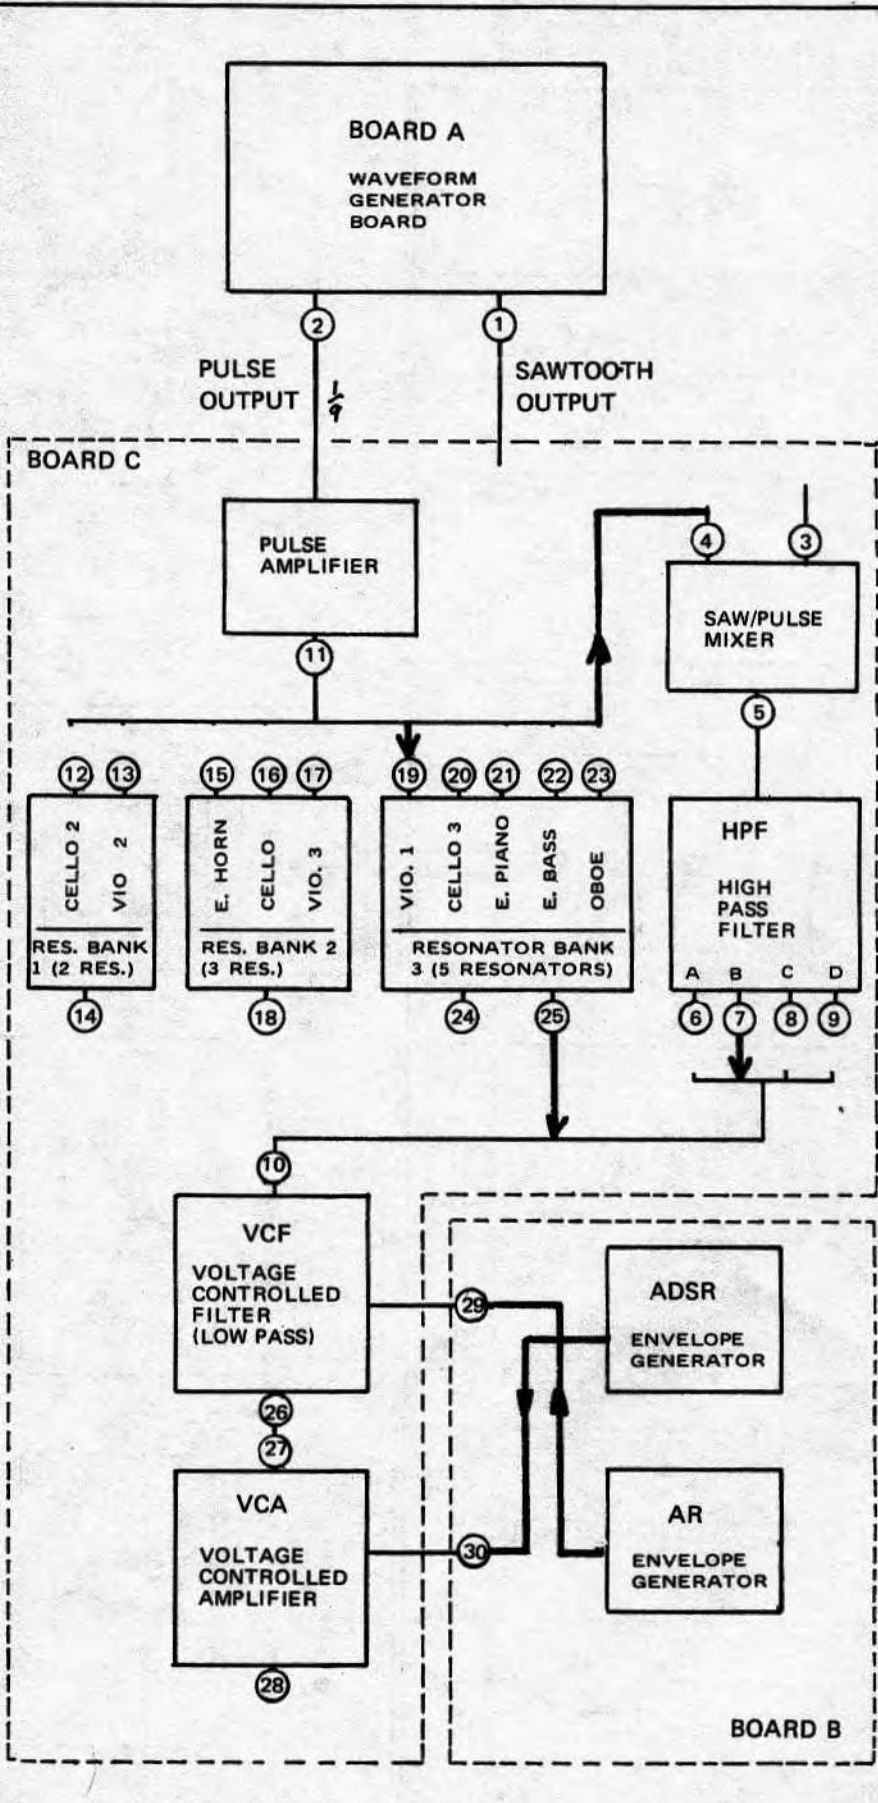 BOARD A
WAVEFORM
GENERATOR
BOARD
2
1
PULSE
OUTPUT
1/9
SAWTOOTH
OUTPUT
BOARD C
PULSE
AMPLIFIER
11
4
3
SAW/PULSE
MIXER
5
12 13
CELLO 2
VIO 2
RES. BANK
1 (2 RES.)
14
15 16 17
E. HORN
CELLO
VIO. 3
RES. BANK 2
(3 RES.)
18
19 20 21 22 23
VIO. 1
CELLO 3
E. PIANO
E. BASS
OBOE
RESONATOR BANK
3 (5 RESONATORS)
24 25
HPF
HIGH
PASS
FILTER
A B C D
6 7 8 9
10
VCF
VOLTAGE
CONTROLLED
FILTER
(LOW PASS)
29
26
27
VCA
VOLTAGE
CONTROLLED
AMPLIFIER
30
28
ADSR
ENVELOPE
GENERATOR
AR
ENVELOPE
GENERATOR
BOARD B